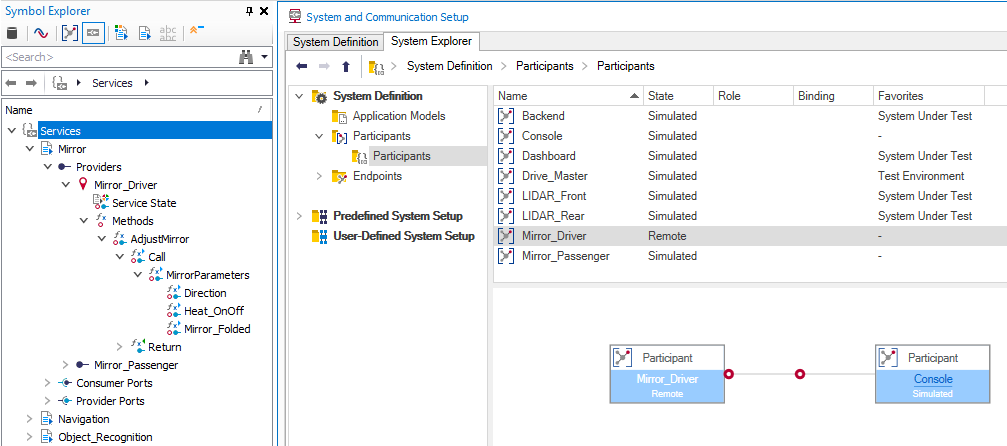 Symbol Explorer
abc
abc
<Search>
Services
Name
Services
Mirror
Providers
Mirror_Driver
Service State
Methods
AdjustMirror
Call
MirrorParameters
Direction
Heat_OnOff
Mirror_Folded
Return
Mirror_Passenger
Consumer Ports
Provider Ports
Navigation
Object_Recognition
System and Communication Setup
System Definition System Explorer
System Definition Participants Participants
System Definition
Application Models
Participants
Participants
Endpoints
Predefined System Setup
User-Defined System Setup
Name State Role Binding Favorites
Backend Simulated System Under Test
Console Simulated -
Dashboard Simulated System Under Test
Drive_Master Simulated Test Environment
LIDAR_Front Simulated System Under Test
LIDAR_Rear Simulated System Under Test
Mirror_Driver Remote -
Mirror_Passenger Simulated -
Participant
Mirror_Driver
Remote
Participant
Console
Simulated